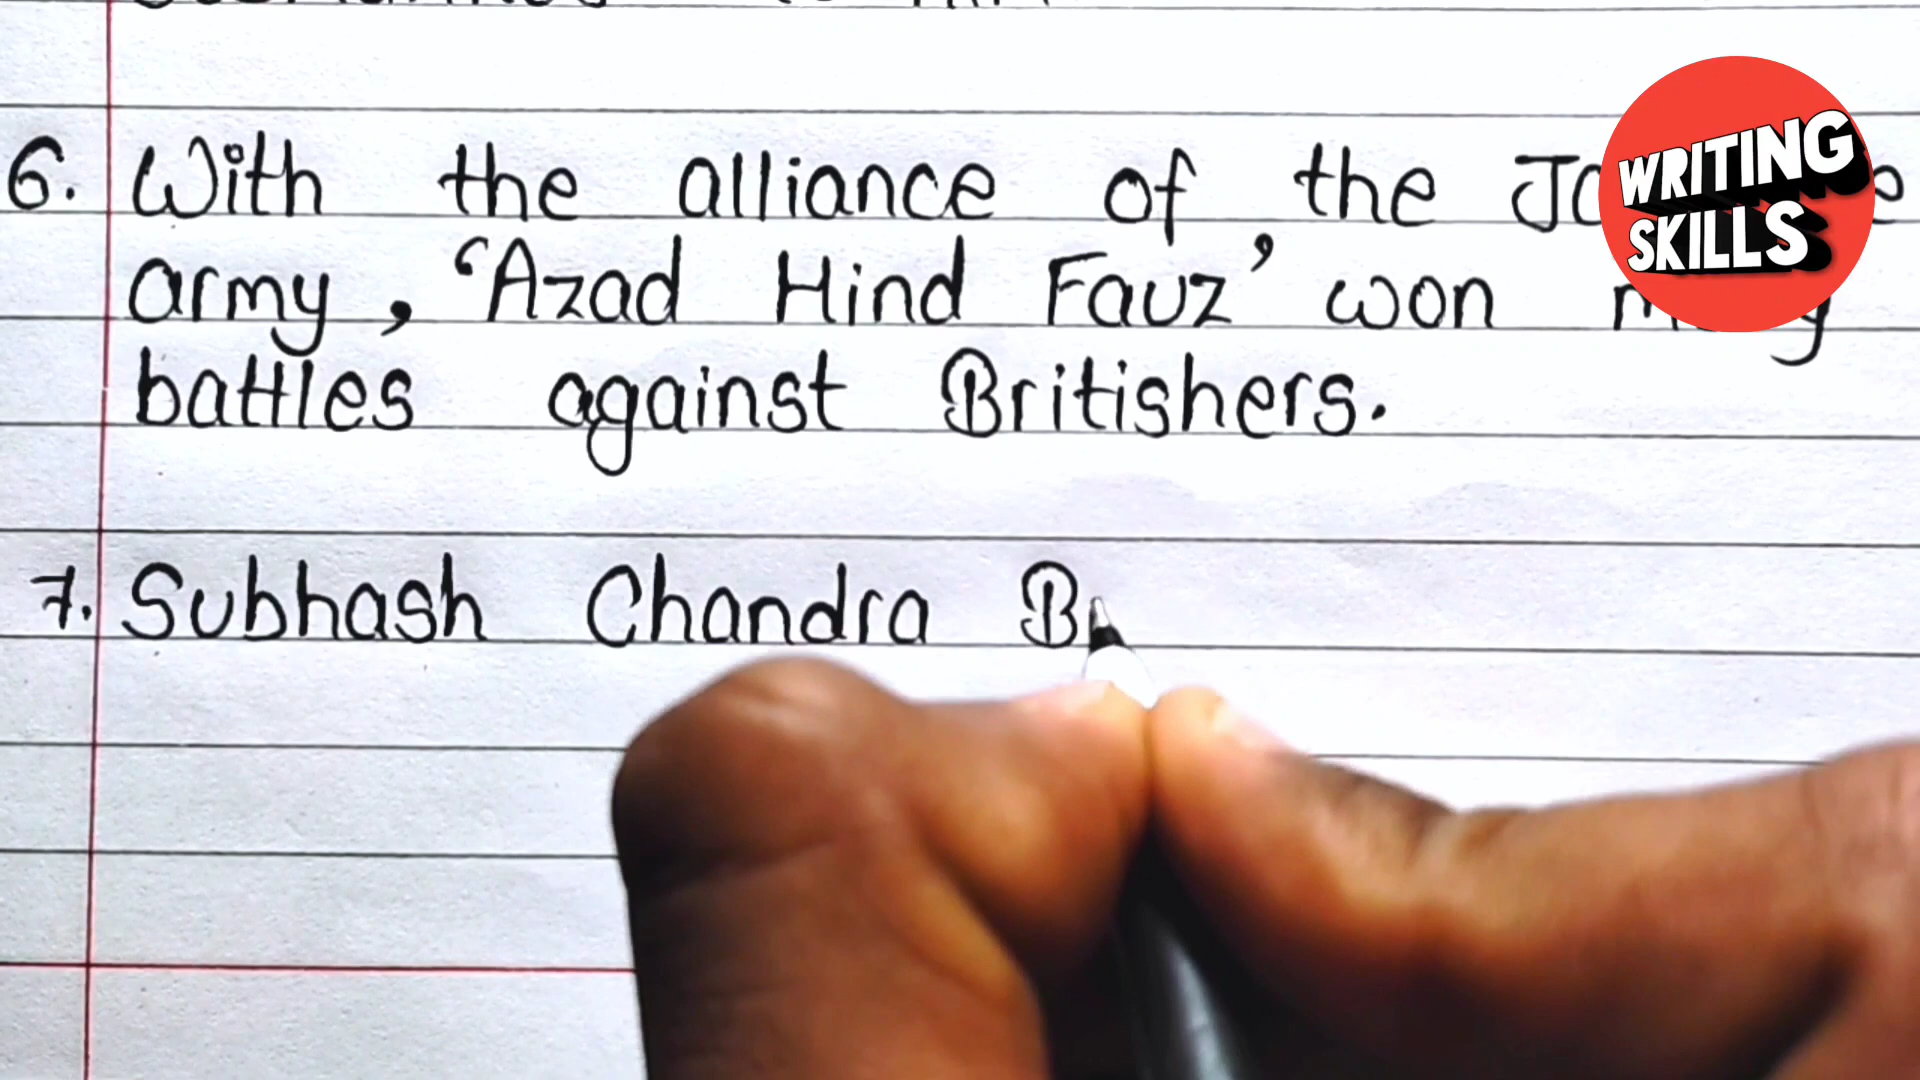 6. With the alliance of the
army, 'Azad Hind Fauz' won
battles against Britishers.
7. Subhash Chandra B
WRITING
SKILLS